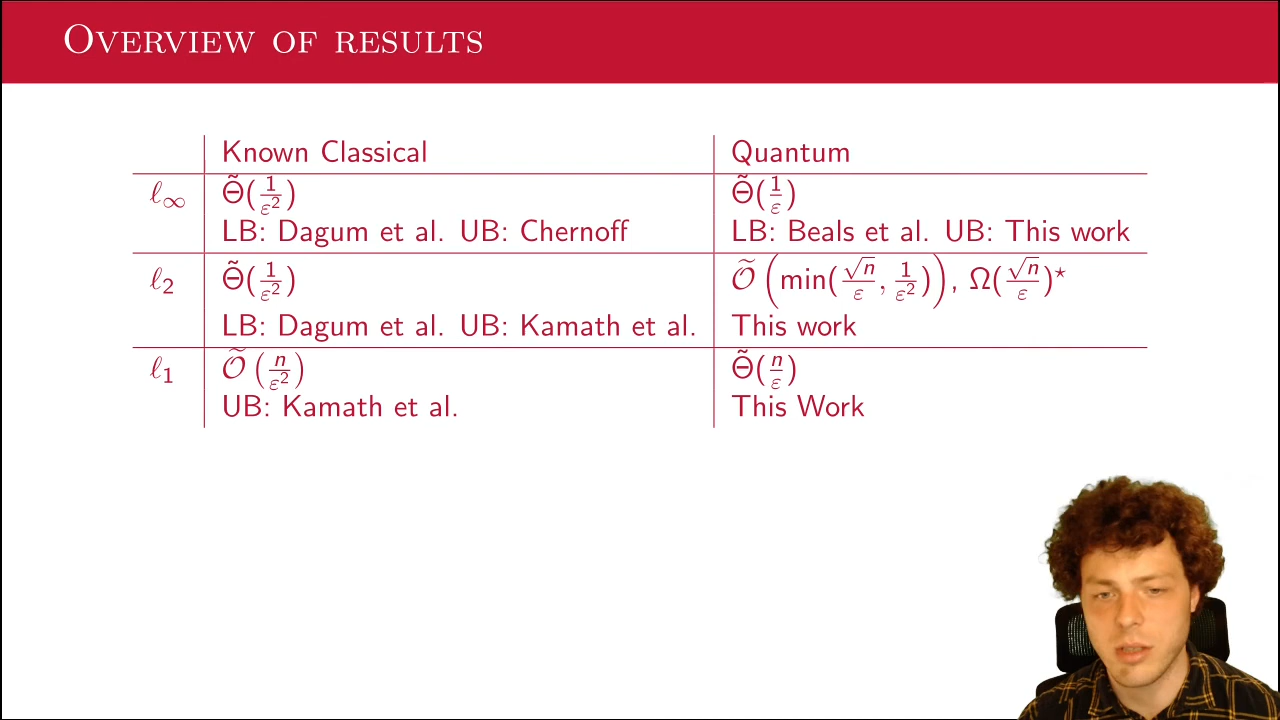 OVERVIEW OF RESULTS
Known Classical Quantum
ℓ∞ Θ̃(1/ε²) Θ̃(1/ε)
LB: Dagum et al. UB: Chernoff LB: Beals et al. UB: This work
ℓ₂ Θ̃(1/ε²) Õ(min(√n/ε, 1/ε²)), Ω(√n/ε)⋆
LB: Dagum et al. UB: Kamath et al. This work
ℓ₁ Õ(n/ε²) Θ̃(n/ε)
UB: Kamath et al. This Work